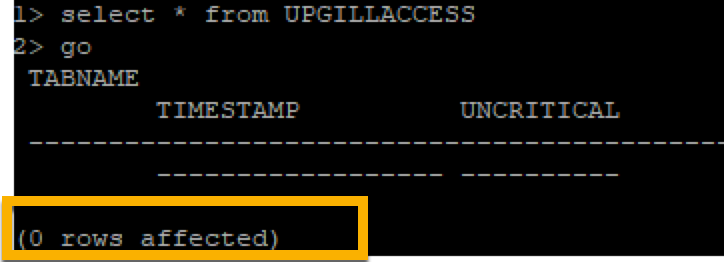 1> select * from UPGILLACCESS
2> go
TABNAME
TIMESTAMP UNCRITICAL
--------------------------------------------
------------------ ----------
(0 rows affected)